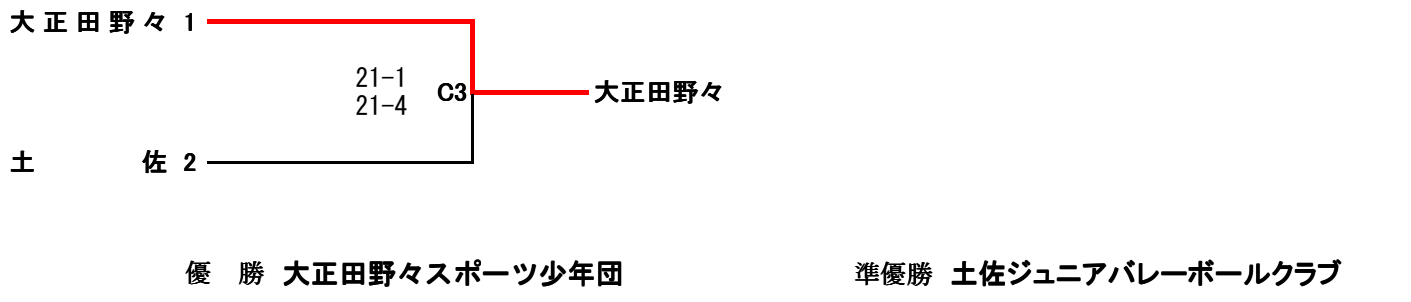 大正田野々 1
21-1
21-4
C3
大正田野々
土佐 2
優勝 大正田野々スポーツ少年団
準優勝 土佐ジュニアバレーボールクラブ